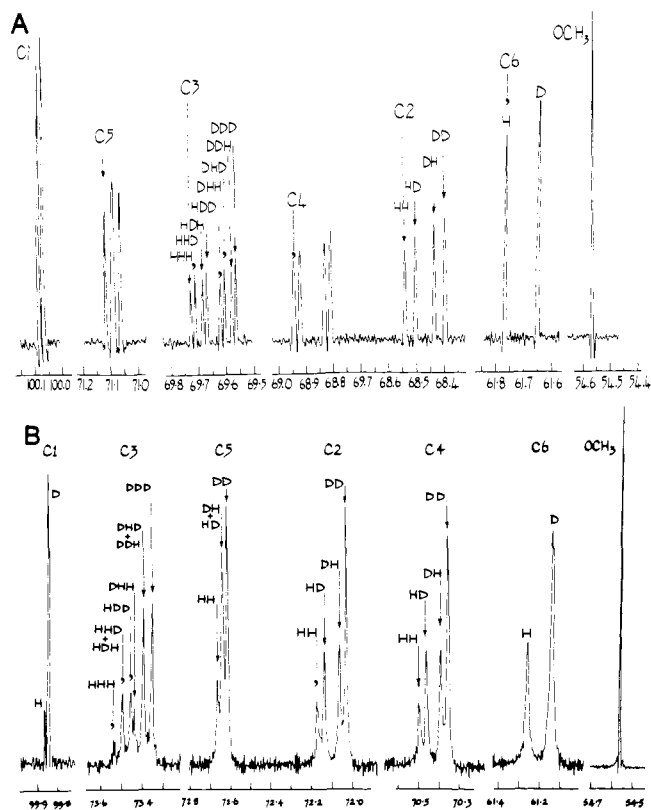 A
C1
C5
C3
HHH
HHD
HDH
HDD
DHH
DHD
DDH
DDD
C4
C2
HH
HD
DH
DD
C6
H
D
OCH3
100.1 100.0
71.2 71.1 71.0
69.8 69.7 69.6 69.5
69.0 68.9 68.8 68.7 68.6 68.5 68.4
61.8 61.7 61.6
54.6 54.5 54.4
B
C1
H
D
C3
HHH
HHD
+
HDH
HDD
DHH
DHD
+
DDH
DDD
C5
HH
DH
+
HD
DD
C2
HH
HD
DH
DD
C4
HH
HD
DH
DD
C6
H
D
OCH3
99.9 99.8
73.6 73.4
72.8 72.6 72.4 72.2 72.0
70.5 70.3
61.4 61.2
54.7 54.5